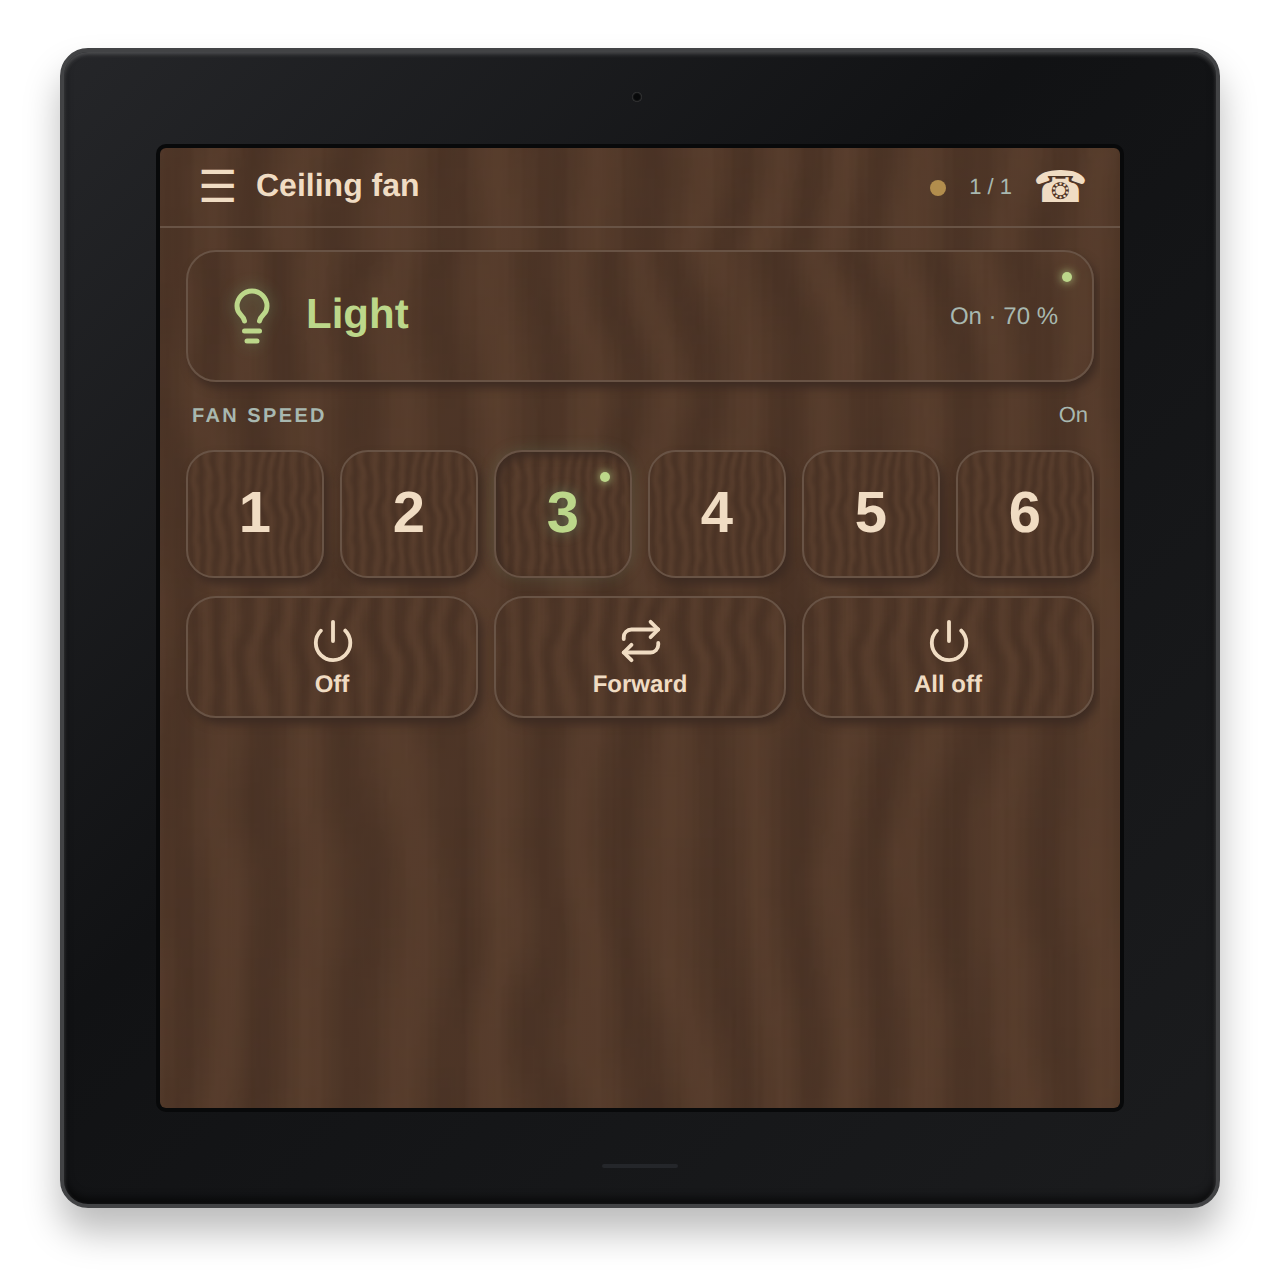 Ceiling fan
1 / 1
Light
On · 70 %
FAN SPEED
On
1
2
3
4
5
6
Off
Forward
All off